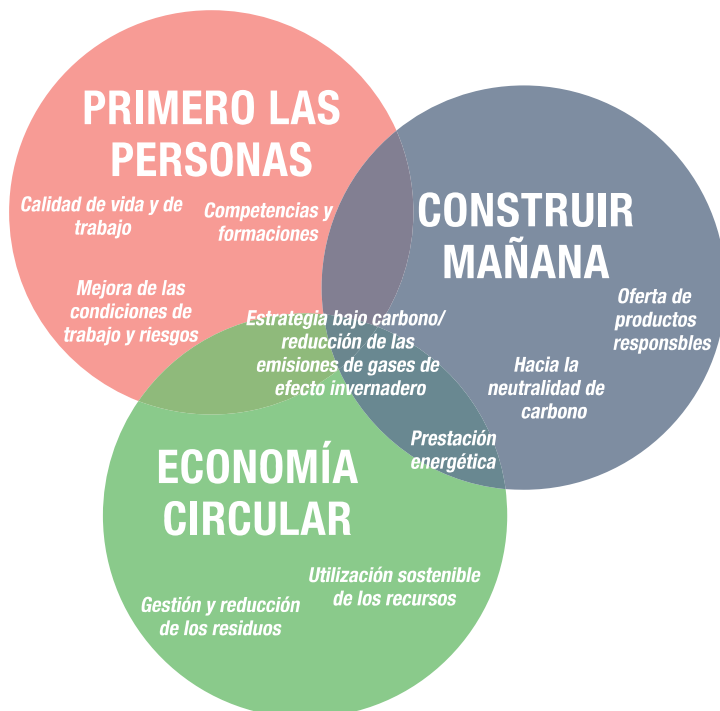 PRIMERO LAS
PERSONAS
Calidad de vida y de
trabajo
Competencias y
formaciones
Mejora de las
condiciones de
trabajo y riesgos
CONSTRUIR
MAÑANA
Oferta de
productos
responsbles
Hacia la
neutralidad de
carbono
Estrategia bajo carbono/
reducción de las
emisiones de gases de
efecto invernadero
Prestación
energética
ECONOMÍA
CIRCULAR
Utilización sostenible
de los recursos
Gestión y reducción
de los residuos